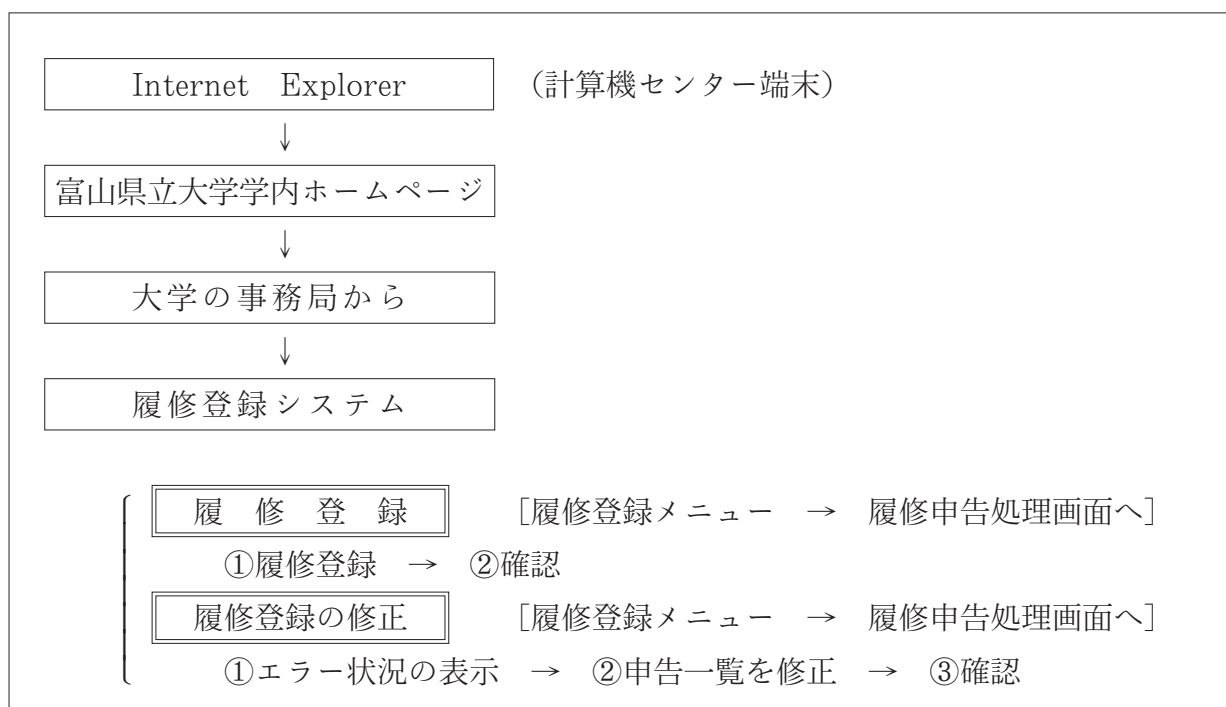 Internet　Explorer　（計算機センター端末）
↓
富山県立大学学内ホームページ
↓
大学の事務局から
↓
履修登録システム
履　修　登　録　［履修登録メニュー　→　履修申告処理画面へ］
①履修登録　→　②確認
履修登録の修正　［履修登録メニュー　→　履修申告処理画面へ］
①エラー状況の表示　→　②申告一覧を修正　→　③確認